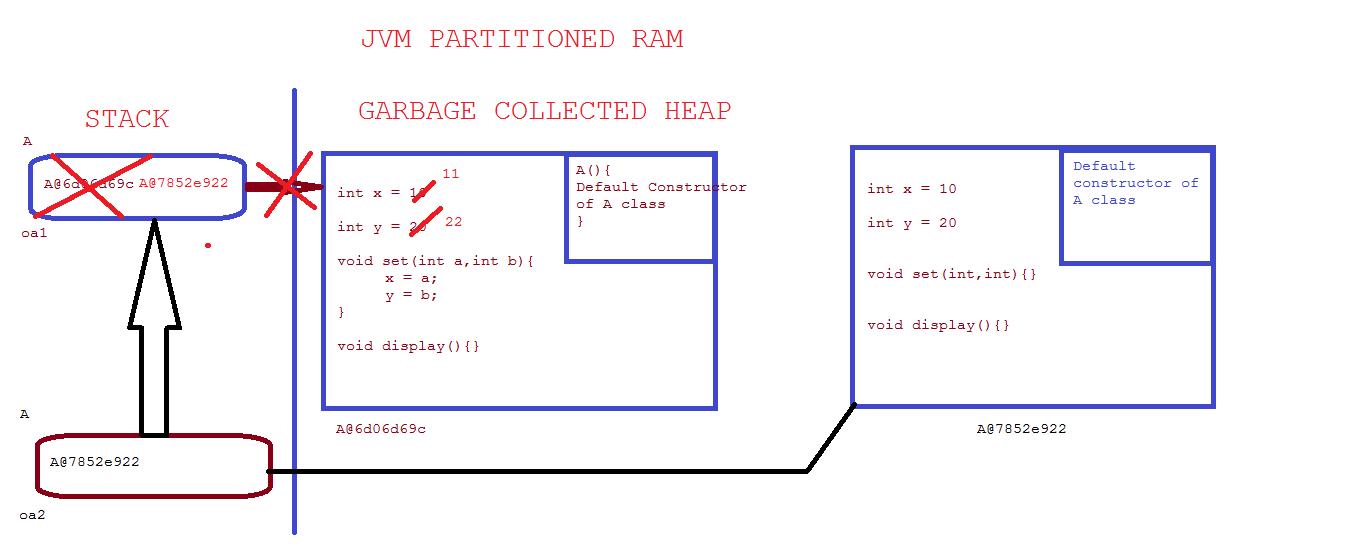 JVM PARTITIONED RAM
GARBAGE COLLECTED HEAP
STACK
A
A@6d06d69c A@7852e922
oa1
int x = 10 11
int y = 20 22
void set(int a,int b){
x = a;
y = b;
}
void display(){}
A(){
Default Constructor
of A class
}
A@6d06d69c
int x = 10
int y = 20
void set(int,int){}
void display(){}
Default
constructor of
A class
A@7852e922
A
A@7852e922
oa2